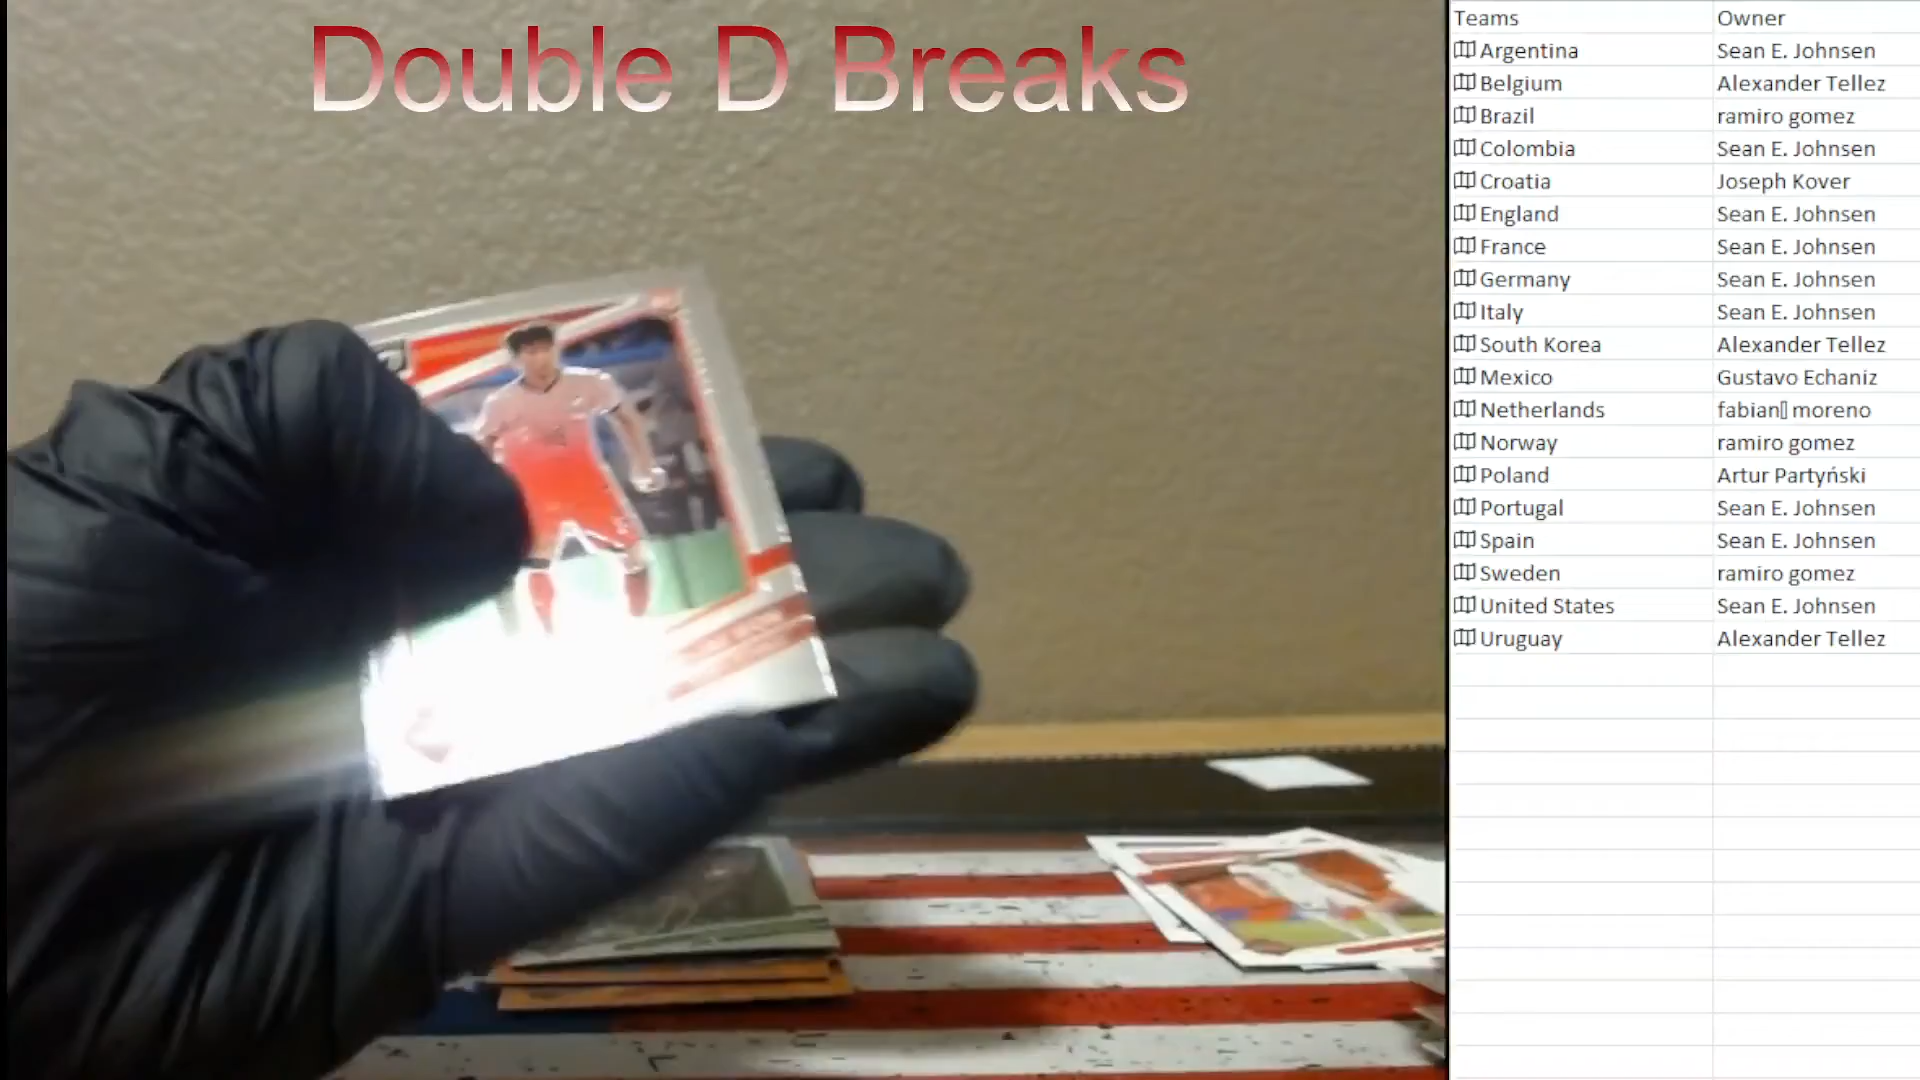 Double D Breaks
Teams Owner
Argentina Sean E. Johnsen
Belgium Alexander Tellez
Brazil ramiro gomez
Colombia Sean E. Johnsen
Croatia Joseph Kover
England Sean E. Johnsen
France Sean E. Johnsen
Germany Sean E. Johnsen
Italy Sean E. Johnsen
South Korea Alexander Tellez
Mexico Gustavo Echaniz
Netherlands fabian▯ moreno
Norway ramiro gomez
Poland Artur Partyński
Portugal Sean E. Johnsen
Spain Sean E. Johnsen
Sweden ramiro gomez
United States Sean E. Johnsen
Uruguay Alexander Tellez